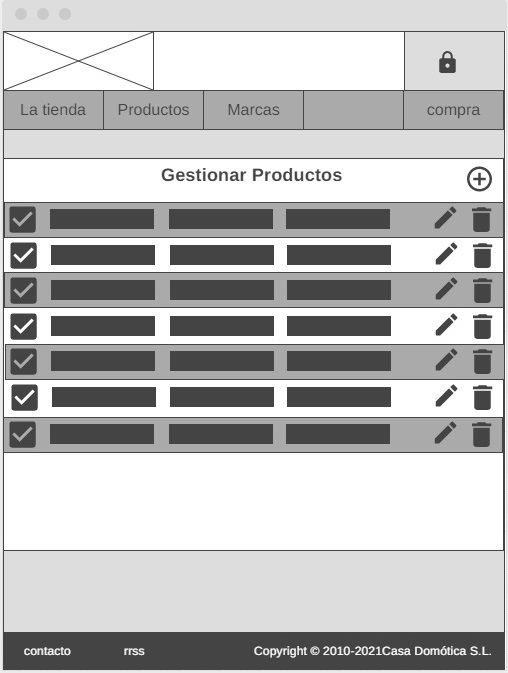 La tienda Productos Marcas compra
Gestionar Productos
contacto rrss Copyright © 2010-2021Casa Domótica S.L.